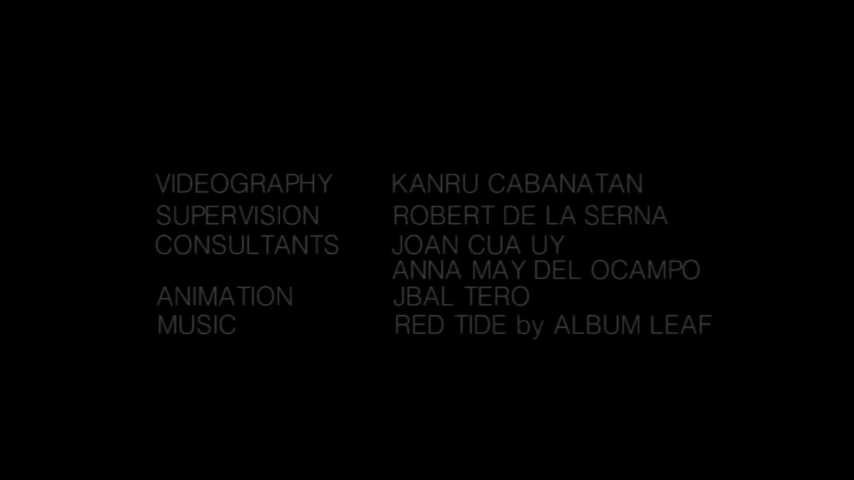 VIDEOGRAPHY KANRU CABANATAN
SUPERVISION ROBERT DE LA SERNA
CONSULTANTS JOAN CUA UY
ANNA MAY DEL OCAMPO
ANIMATION JBAL TERO
MUSIC RED TIDE by ALBUM LEAF